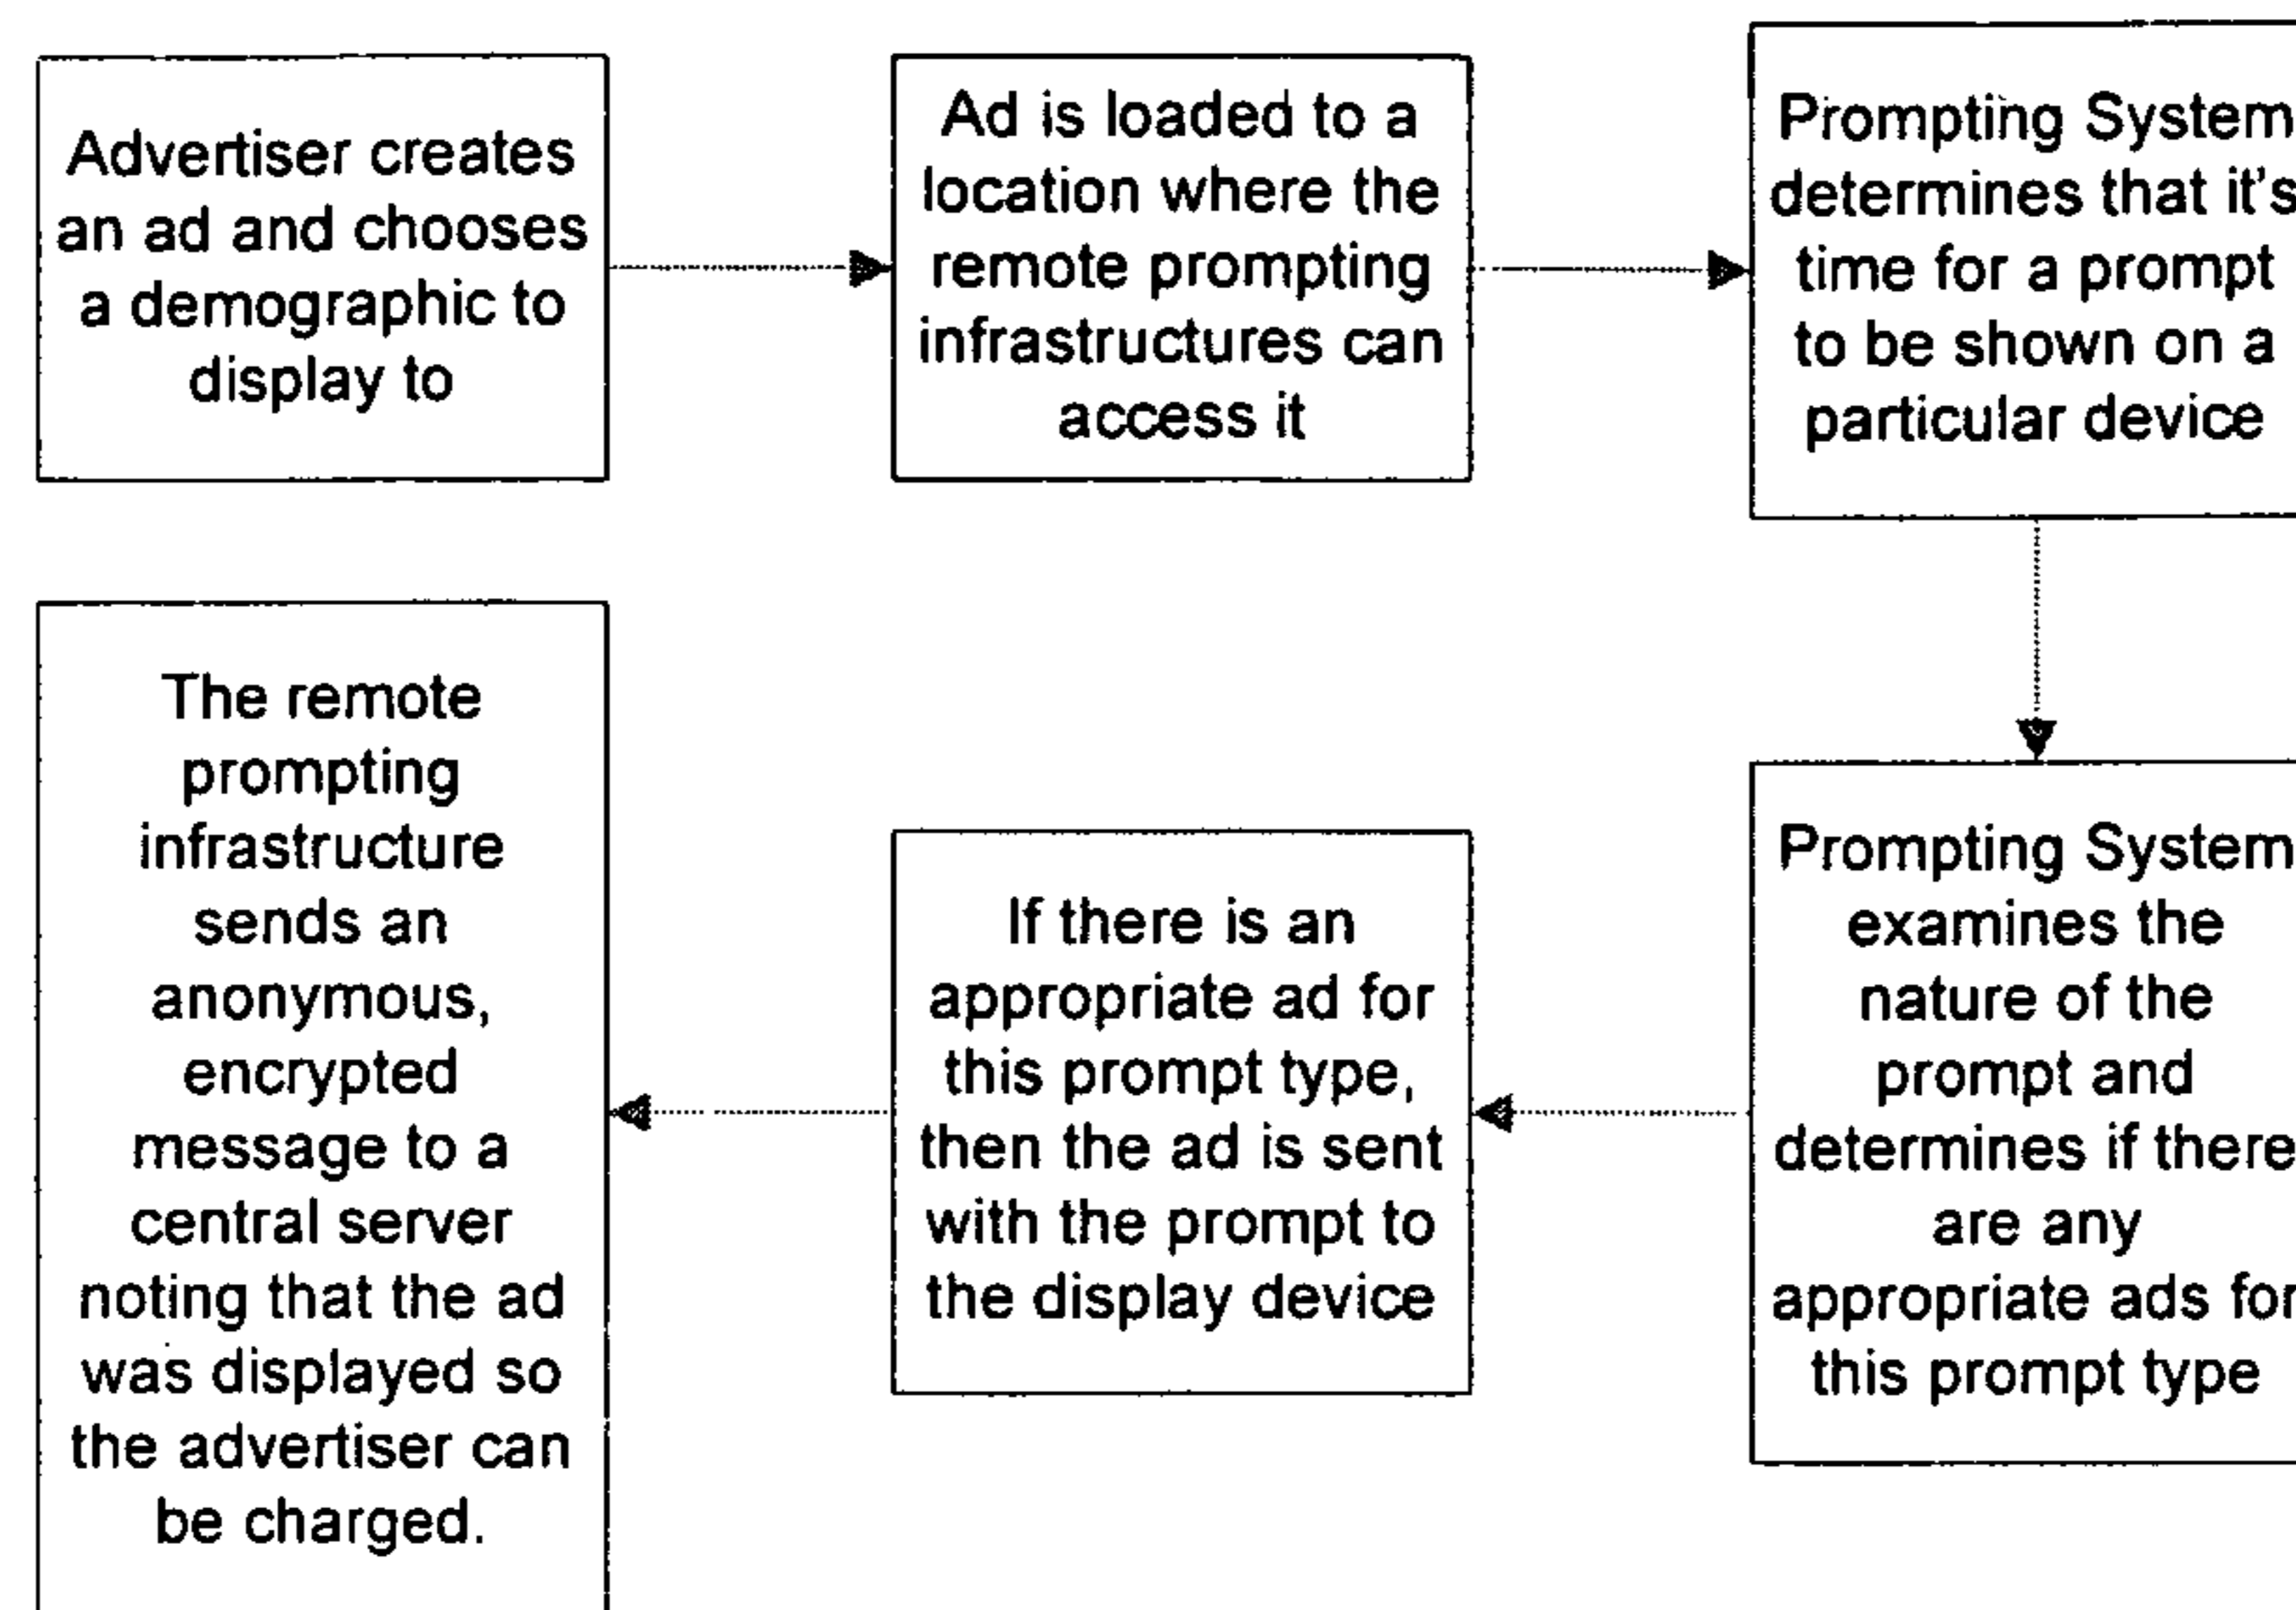 Advertiser creates
an ad and chooses
a demographic to
display to
Ad is loaded to a
location where the
remote prompting
infrastructures can
access it
Prompting System
determines that it's
time for a prompt
to be shown on a
particular device
Prompting System
examines the
nature of the
prompt and
determines if there
are any
appropriate ads for
this prompt type
If there is an
appropriate ad for
this prompt type,
then the ad is sent
with the prompt to
the display device
The remote
prompting
infrastructure
sends an
anonymous,
encrypted
message to a
central server
noting that the ad
was displayed so
the advertiser can
be charged.